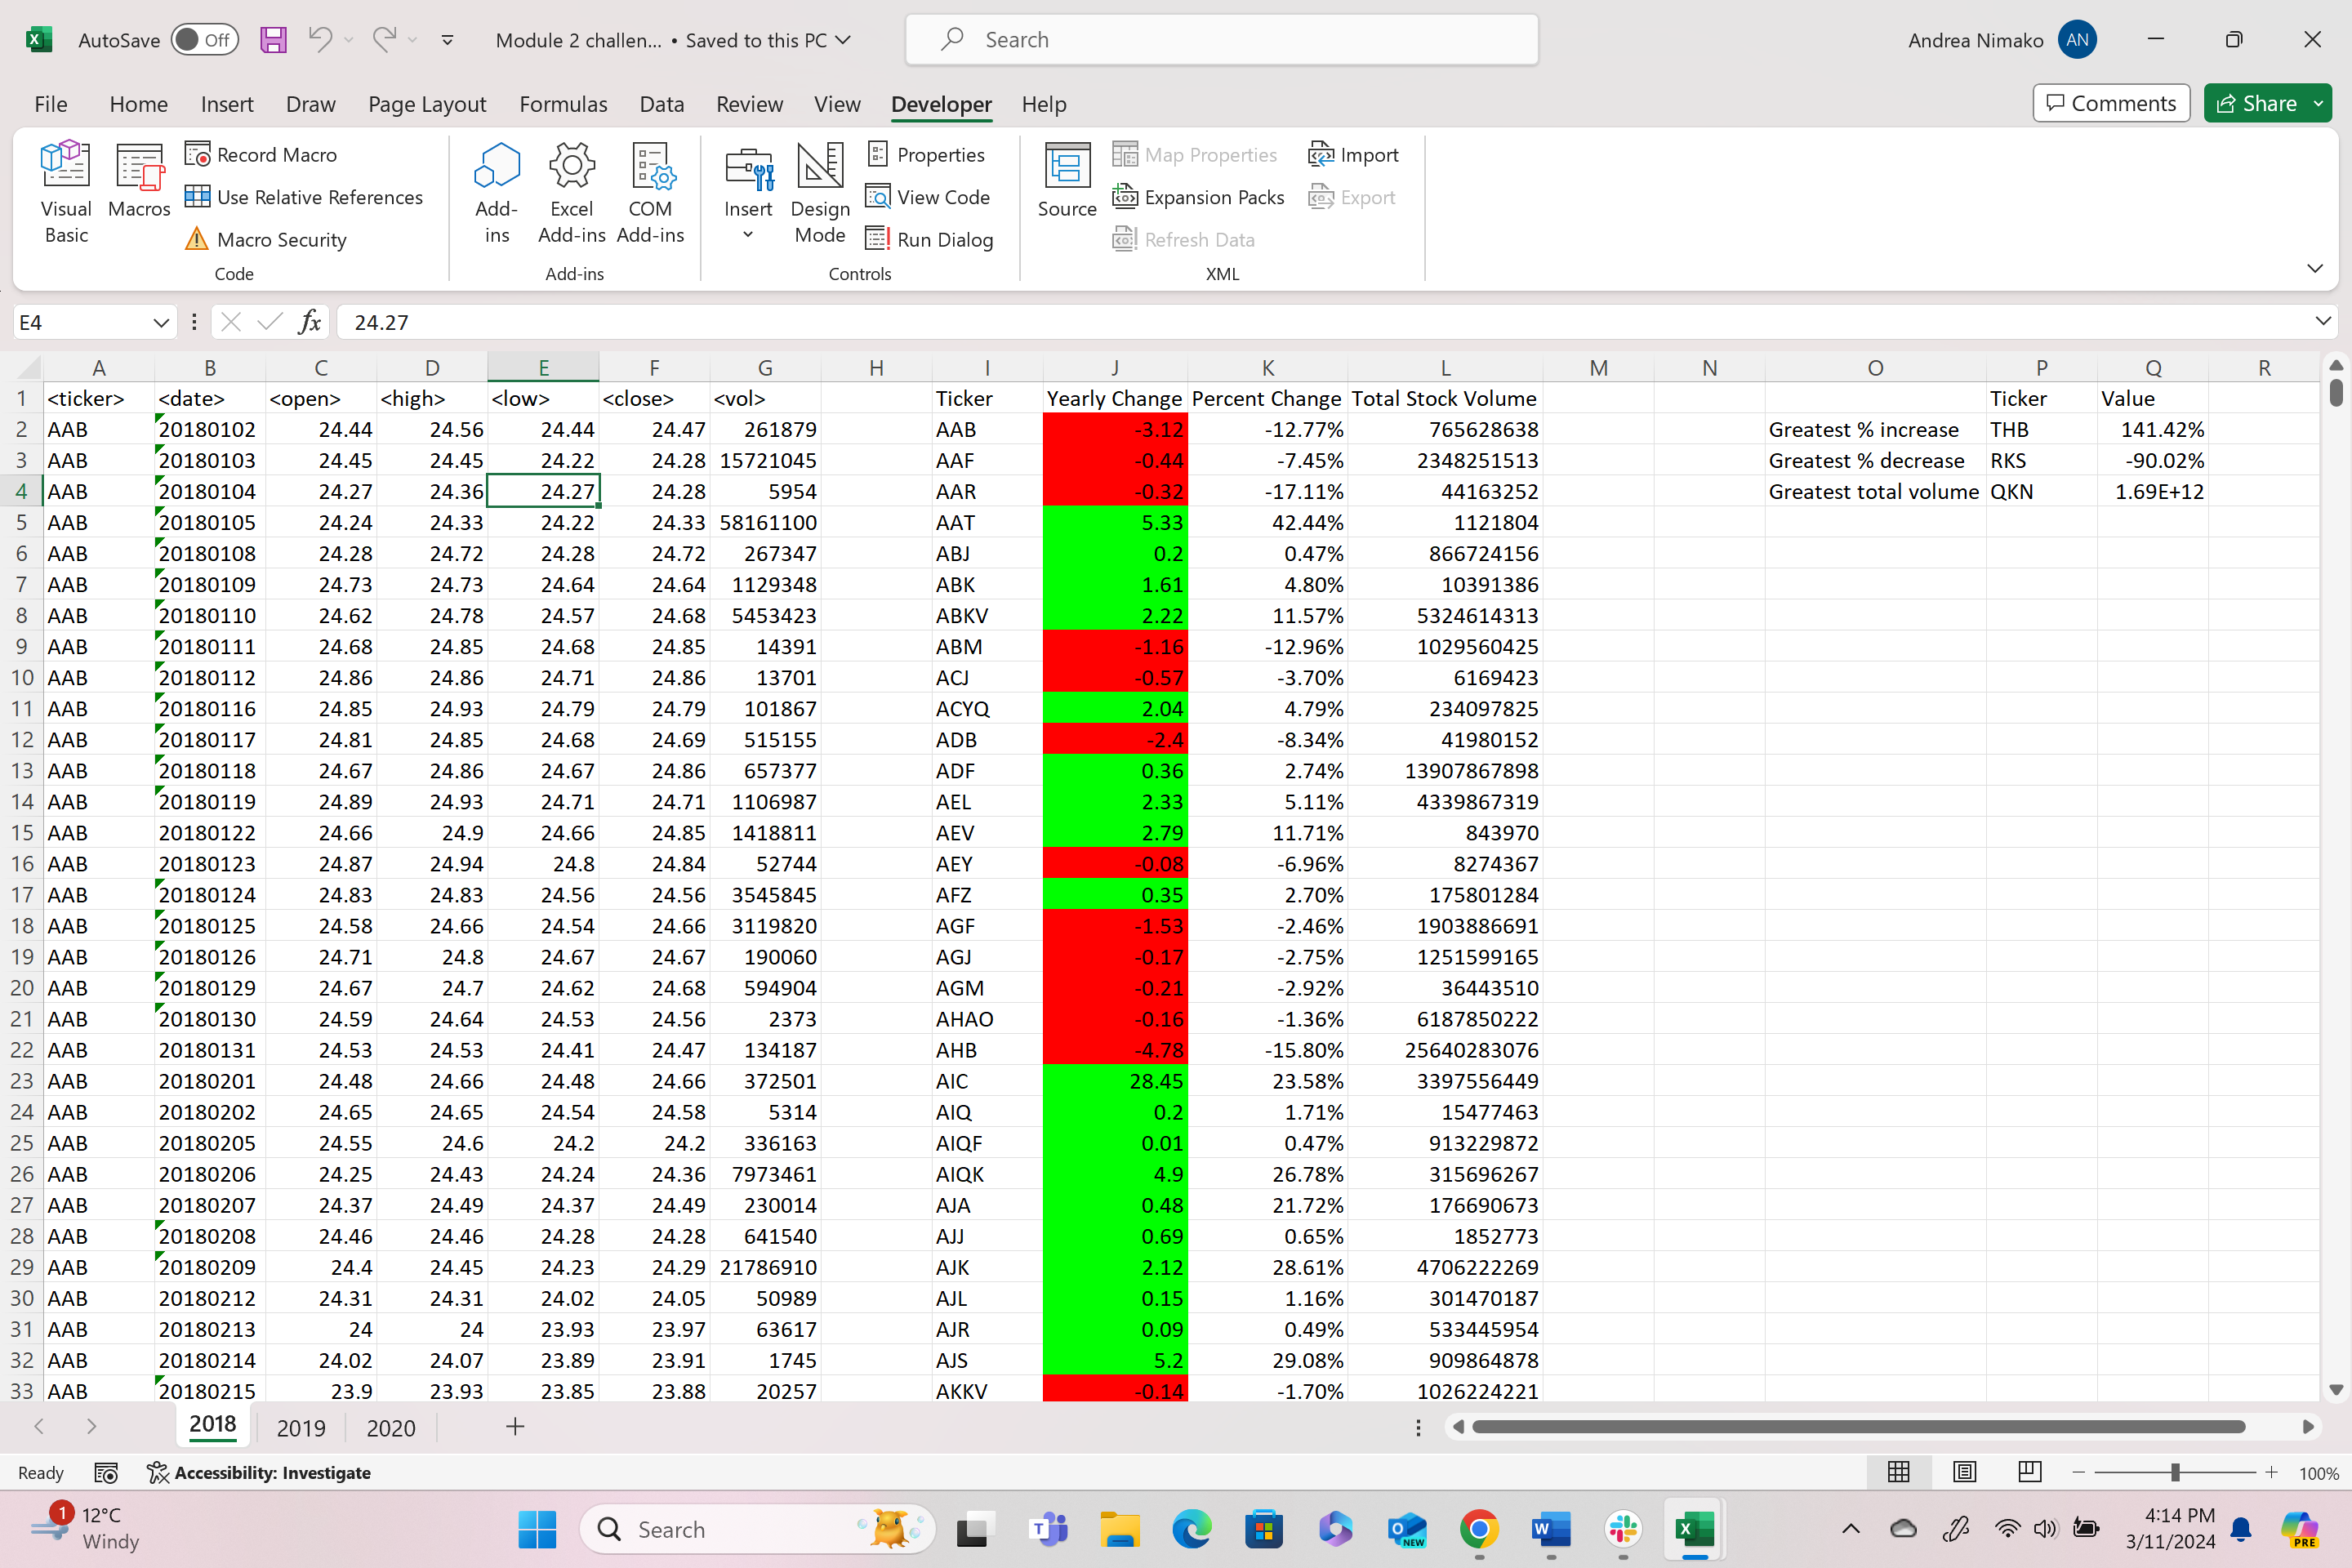 AutoSave Off Module 2 challen... • Saved to this PC Search Andrea Nimako AN
File Home Insert Draw Page Layout Formulas Data Review View Developer Help Comments Share
Visual Basic Macros Record Macro Use Relative References Macro Security Code
Add-ins Excel Add-ins COM Add-ins Add-ins
Insert Design Mode Properties View Code Run Dialog Controls
Source Map Properties Expansion Packs Refresh Data Import Export XML
E4 fx 24.27
A B C D E F G H I J K L M N O P Q R
1 <ticker> <date> <open> <high> <low> <close> <vol> Ticker Yearly Change Percent Change Total Stock Volume Ticker Value
2 AAB 20180102 24.44 24.56 24.44 24.47 261879 AAB -3.12 -12.77% 765628638 Greatest % increase THB 141.42%
3 AAB 20180103 24.45 24.45 24.22 24.28 15721045 AAF -0.44 -7.45% 2348251513 Greatest % decrease RKS -90.02%
4 AAB 20180104 24.27 24.36 24.27 24.28 5954 AAR -0.32 -17.11% 44163252 Greatest total volume QKN 1.69E+12
5 AAB 20180105 24.24 24.33 24.22 24.33 58161100 AAT 5.33 42.44% 1121804
6 AAB 20180108 24.28 24.72 24.28 24.72 267347 ABJ 0.2 0.47% 866724156
7 AAB 20180109 24.73 24.73 24.64 24.64 1129348 ABK 1.61 4.80% 10391386
8 AAB 20180110 24.62 24.78 24.57 24.68 5453423 ABKV 2.22 11.57% 5324614313
9 AAB 20180111 24.68 24.85 24.68 24.85 14391 ABM -1.16 -12.96% 1029560425
10 AAB 20180112 24.86 24.86 24.71 24.86 13701 ACJ -0.57 -3.70% 6169423
11 AAB 20180116 24.85 24.93 24.79 24.79 101867 ACYQ 2.04 4.79% 234097825
12 AAB 20180117 24.81 24.85 24.68 24.69 515155 ADB -2.4 -8.34% 41980152
13 AAB 20180118 24.67 24.86 24.67 24.86 657377 ADF 0.36 2.74% 13907867898
14 AAB 20180119 24.89 24.93 24.71 24.71 1106987 AEL 2.33 5.11% 4339867319
15 AAB 20180122 24.66 24.9 24.66 24.85 1418811 AEV 2.79 11.71% 843970
16 AAB 20180123 24.87 24.94 24.8 24.84 52744 AEY -0.08 -6.96% 8274367
17 AAB 20180124 24.83 24.83 24.56 24.56 3545845 AFZ 0.35 2.70% 175801284
18 AAB 20180125 24.58 24.66 24.54 24.66 3119820 AGF -1.53 -2.46% 1903886691
19 AAB 20180126 24.71 24.8 24.67 24.67 190060 AGJ -0.17 -2.75% 1251599165
20 AAB 20180129 24.67 24.7 24.62 24.68 594904 AGM -0.21 -2.92% 36443510
21 AAB 20180130 24.59 24.64 24.53 24.56 2373 AHAO -0.16 -1.36% 6187850222
22 AAB 20180131 24.53 24.53 24.41 24.47 134187 AHB -4.78 -15.80% 25640283076
23 AAB 20180201 24.48 24.66 24.48 24.66 372501 AIC 28.45 23.58% 3397556449
24 AAB 20180202 24.65 24.65 24.54 24.58 5314 AIQ 0.2 1.71% 15477463
25 AAB 20180205 24.55 24.6 24.2 24.2 336163 AIQF 0.01 0.47% 913229872
26 AAB 20180206 24.25 24.43 24.24 24.36 7973461 AIQK 4.9 26.78% 315696267
27 AAB 20180207 24.37 24.49 24.37 24.49 230014 AJA 0.48 21.72% 176690673
28 AAB 20180208 24.46 24.46 24.28 24.28 641540 AJJ 0.69 0.65% 1852773
29 AAB 20180209 24.4 24.45 24.23 24.29 21786910 AJK 2.12 28.61% 4706222269
30 AAB 20180212 24.31 24.31 24.02 24.05 50989 AJL 0.15 1.16% 301470187
31 AAB 20180213 24 24 23.93 23.97 63617 AJR 0.09 0.49% 533445954
32 AAB 20180214 24.02 24.07 23.89 23.91 1745 AJS 5.2 29.08% 909864878
33 AAB 20180215 23.9 23.93 23.85 23.88 20257 AKKV -0.14 -1.70% 1026224221
2018 2019 2020
Ready Accessibility: Investigate 100%
1 12°C Search 4:14 PM
Windy 3/11/2024
NEW PRE